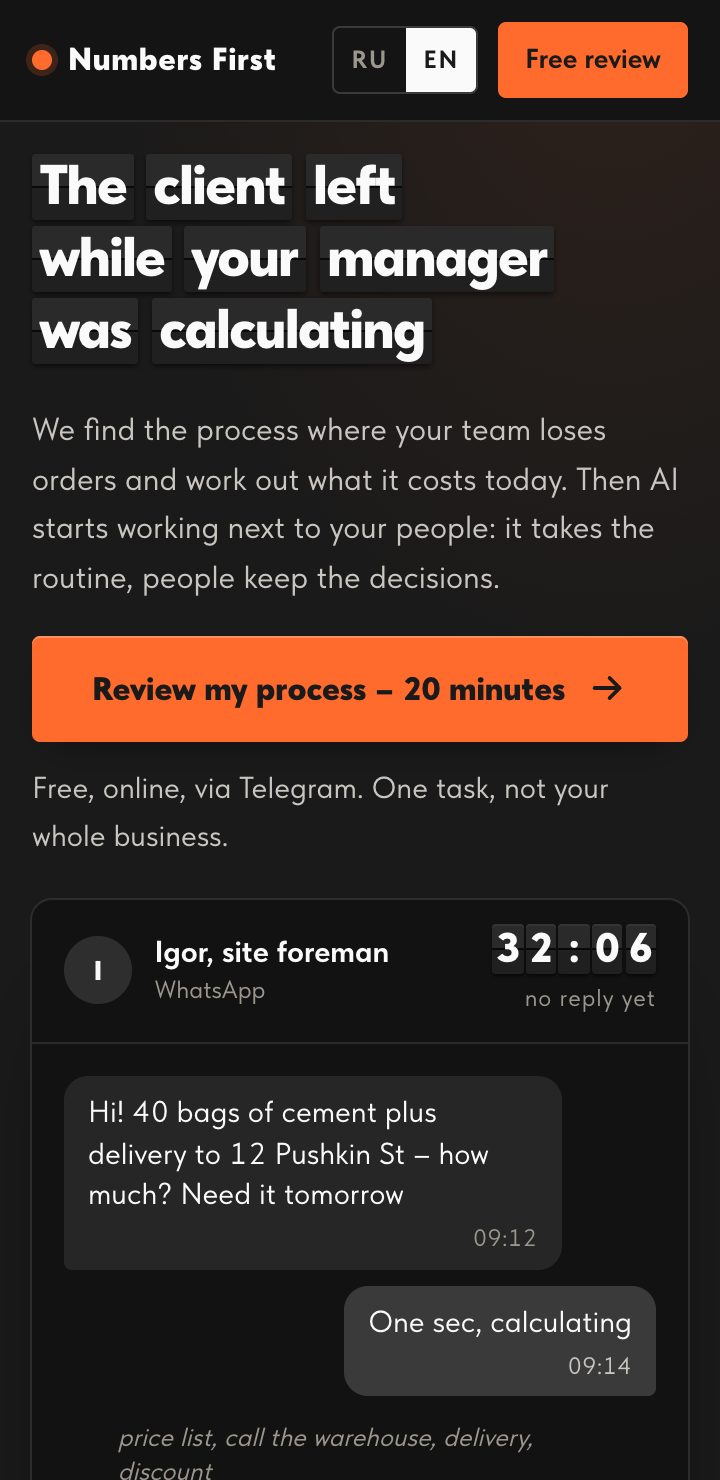 Numbers First
RU EN
Free review
The client left
while your manager
was calculating
We find the process where your team loses
orders and work out what it costs today. Then AI
starts working next to your people: it takes the
routine, people keep the decisions.
Review my process – 20 minutes →
Free, online, via Telegram. One task, not your
whole business.
I
Igor, site foreman
WhatsApp
32:06
no reply yet
Hi! 40 bags of cement plus
delivery to 12 Pushkin St – how
much? Need it tomorrow
09:12
One sec, calculating
09:14
price list, call the warehouse, delivery,
discount